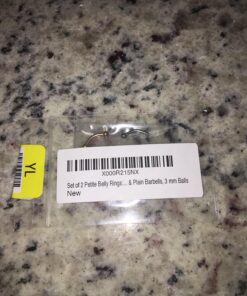 YL
X000R215NX
Set of 2 Petite Belly Rings:... & Plain Barbells, 3 mm Balls
New